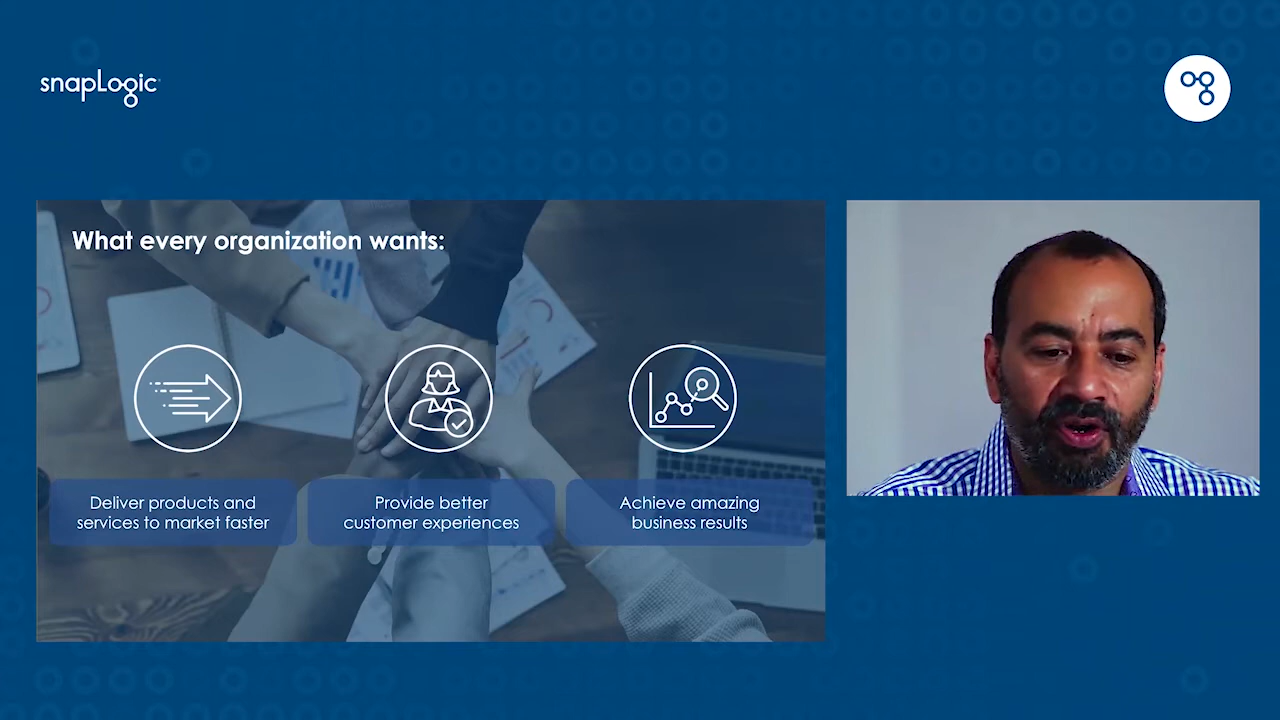 snapLogic
What every organization wants:
Deliver products and
services to market faster
Provide better
customer experiences
Achieve amazing
business results